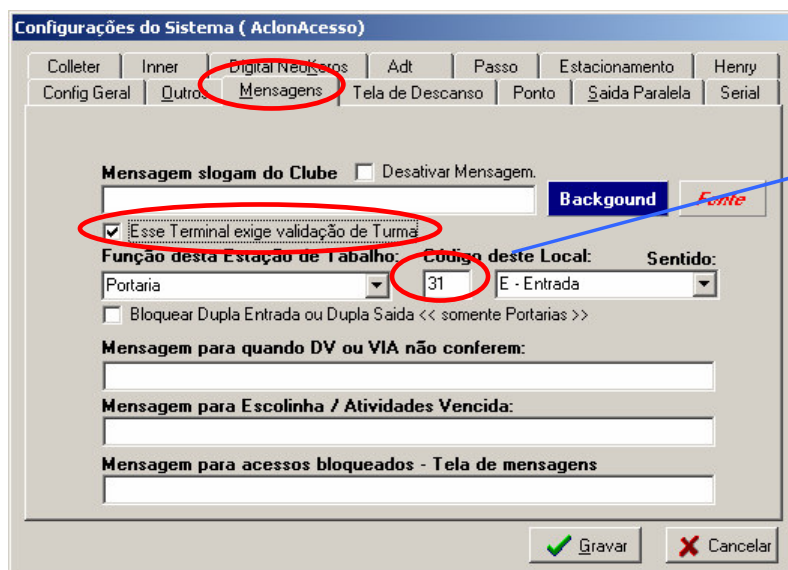 Configurações do Sistema ( AclonAcesso)
Colleter Inner Digital NeoKoros Adt Passo Estacionamento Henry
Config Geral Outros Mensagens Tela de Descanso Ponto Saida Paralela Serial
Mensagem slogam do Clube Desativar Mensagem.
Backgound Fonte
Esse Terminal exige validação de Turma
Função desta Estação de Tabalho: Código deste Local: Sentido:
Portaria 31 E - Entrada
Bloquear Dupla Entrada ou Dupla Saida << somente Portarias >>
Mensagem para quando DV ou VIA não conferem:
Mensagem para Escolinha / Atividades Vencida:
Mensagem para acessos bloqueados - Tela de mensagens
Gravar Cancelar